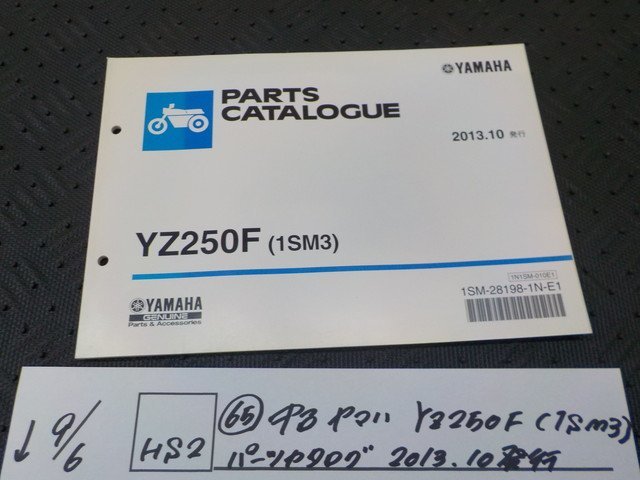 YAMAHA
PARTS
CATALOGUE
2013.10 発行
YZ250F (1SM3)
1N1SM-010E1
1SM-28198-1N-E1
YAMAHA
GENUINE
Parts & Accessories
↓ 9/6
HS2
65 中古 ヤマハ YZ250F (1SM3)
パーツカタログ 2013.10発行